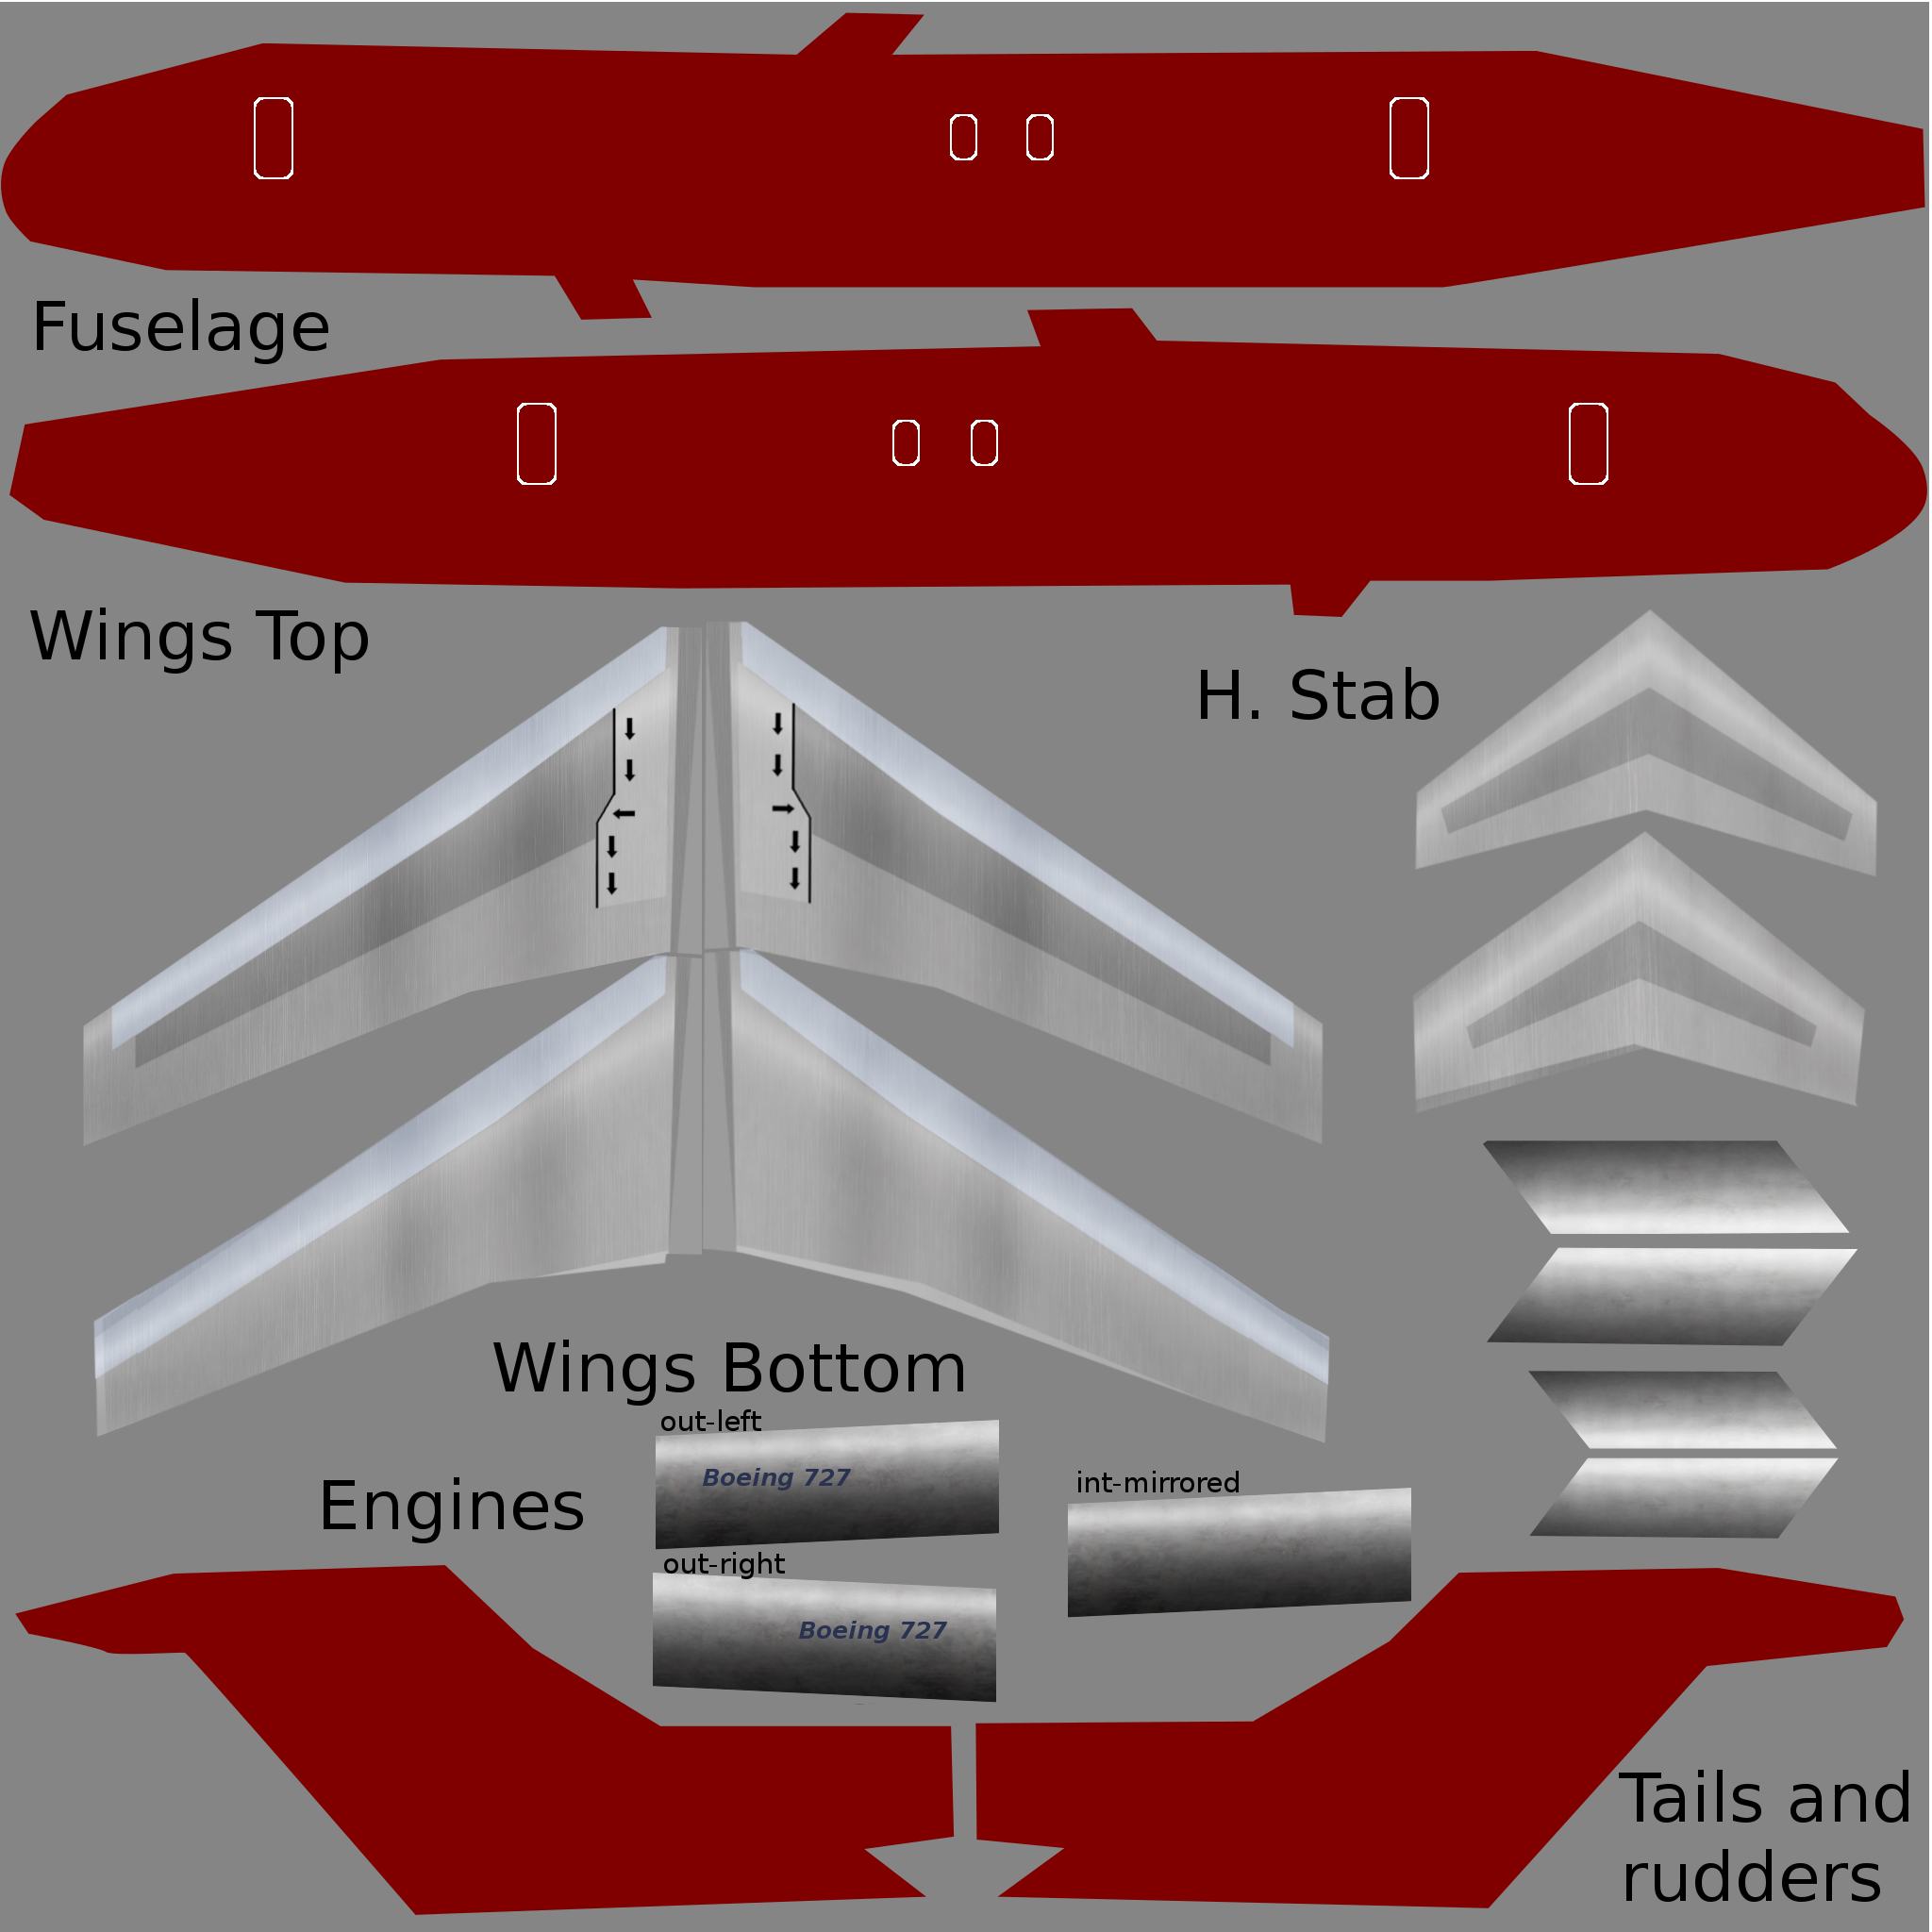 Fuselage
Wings Top
H. Stab
Wings Bottom
out-left
Boeing 727
int-mirrored
Engines
out-right
Boeing 727
Tails and
rudders